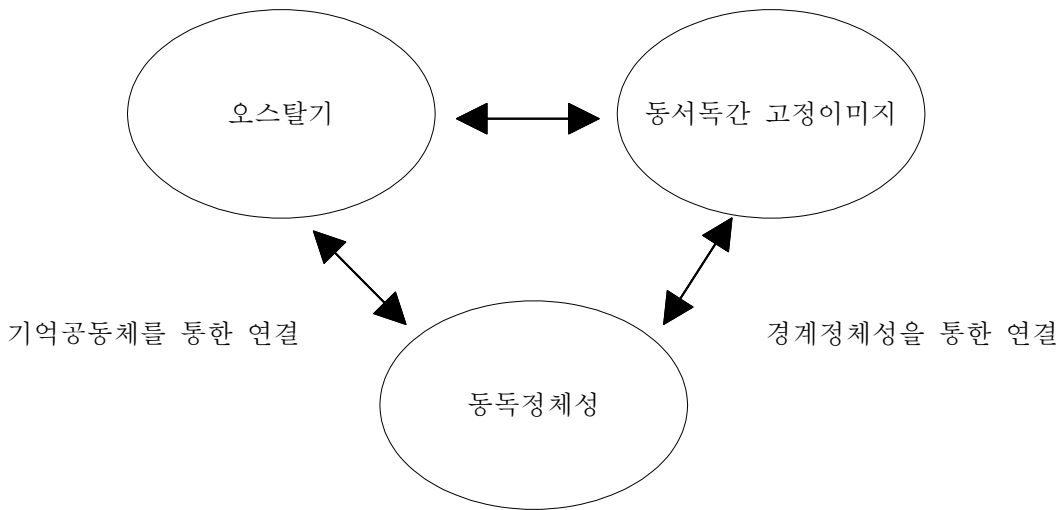 오스탈기
동서독간 고정이미지
기억공동체를 통한 연결
경계정체성을 통한 연결
동독정체성